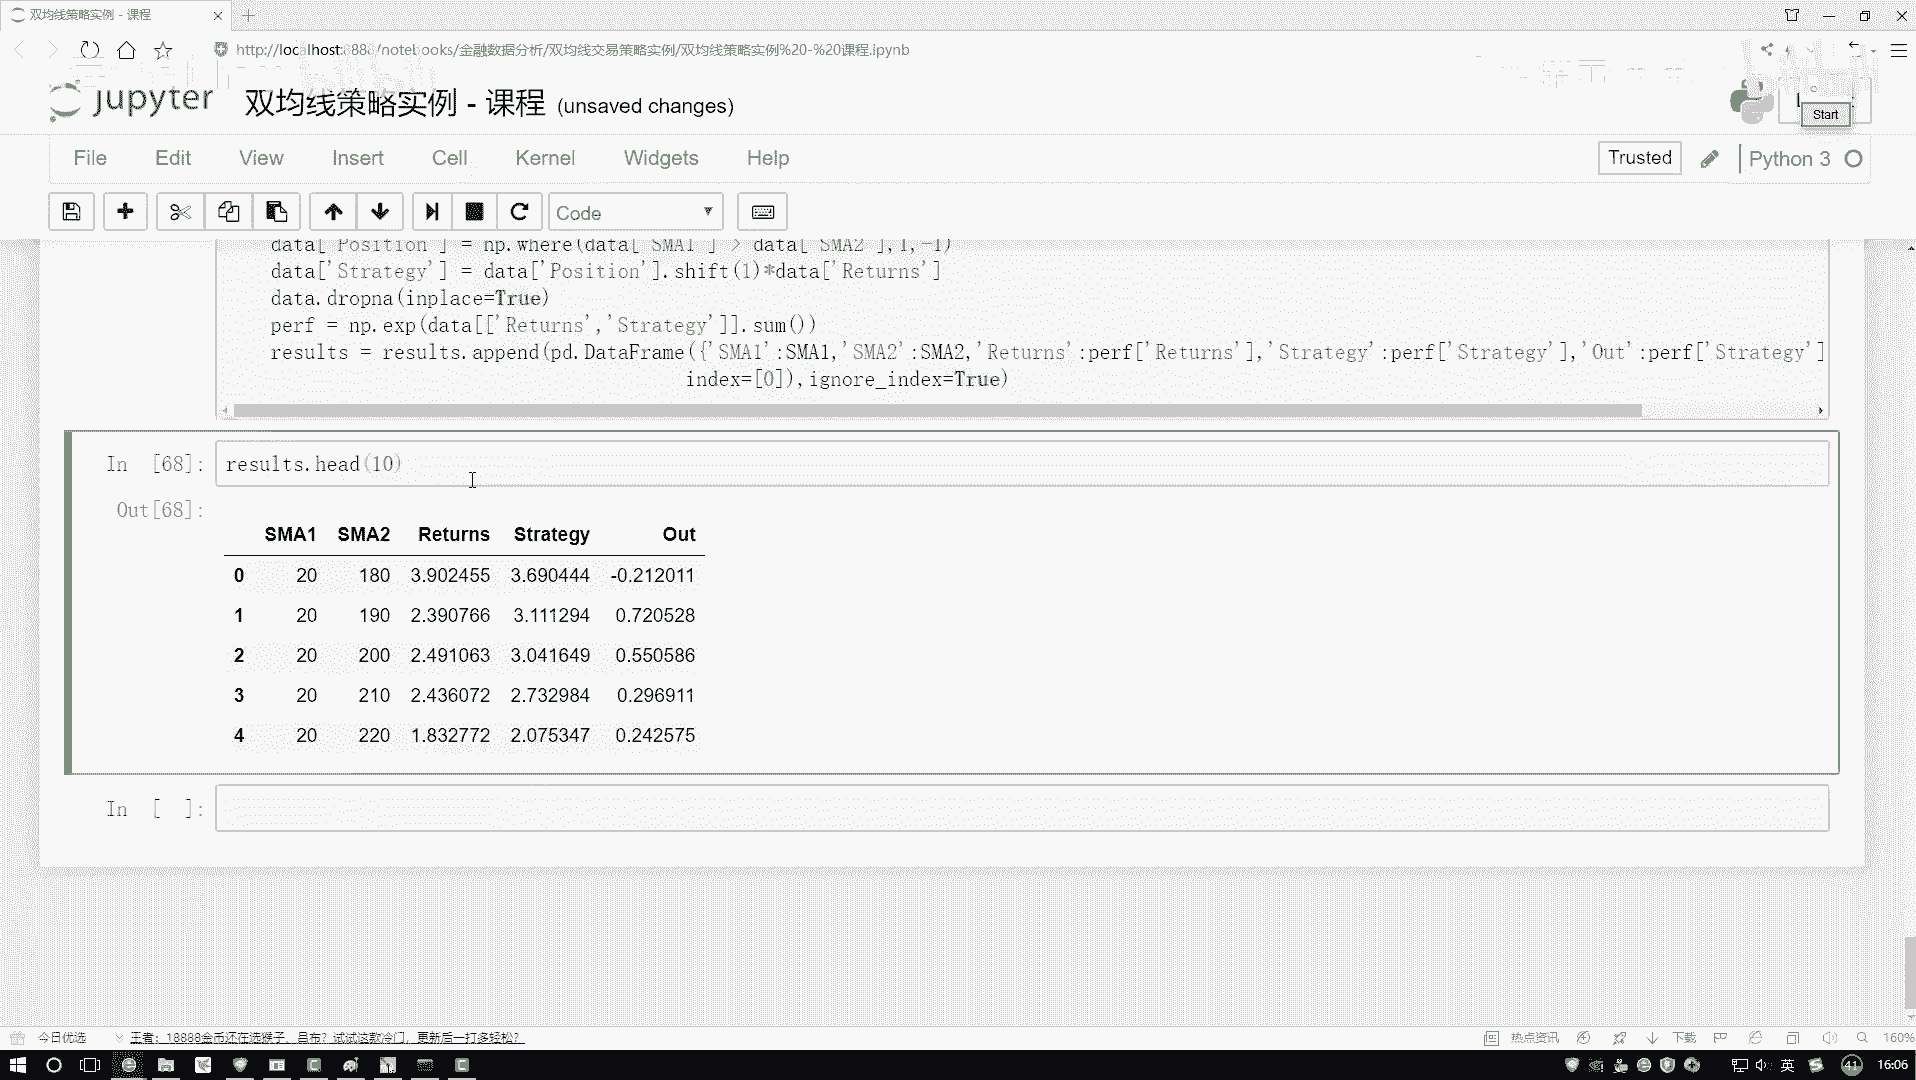 双均线策略实例 - 课程
/notebooks/金融数据分析/双均线交易策略实例/双均线策略实例%20-%20课程.ipynb
jupyter 双均线策略实例 - 课程 (unsaved changes)
Start
File Edit View Insert Cell Kernel Widgets Help
Trusted Python 3
Code
data['Position'] = np.where(data['SMA1'] > data['SMA2'],1,-1)
data['Strategy'] = data['Position'].shift(1)*data['Returns']
data.dropna(inplace=True)
perf = np.exp(data[['Returns','Strategy']].sum())
results = results.append(pd.DataFrame({'SMA1':SMA1,'SMA2':SMA2,'Returns':perf['Returns'],'Strategy':perf['Strategy'],'Out':perf['Strategy']
index=[0]),ignore_index=True)
In [68]: results.head(10)
Out[68]:
SMA1 SMA2 Returns Strategy Out
0 20 180 3.902455 3.690444 -0.212011
1 20 190 2.390766 3.111294 0.720528
2 20 200 2.491063 3.041649 0.550586
3 20 210 2.436072 2.732984 0.296911
4 20 220 1.832772 2.075347 0.242575
In [ ]:
今日优选 王者：18888金币还在选猴子、吕布？试试这款冷门，更新后一打多轻松？ 热点资讯 下载 160%
英 41 16:06